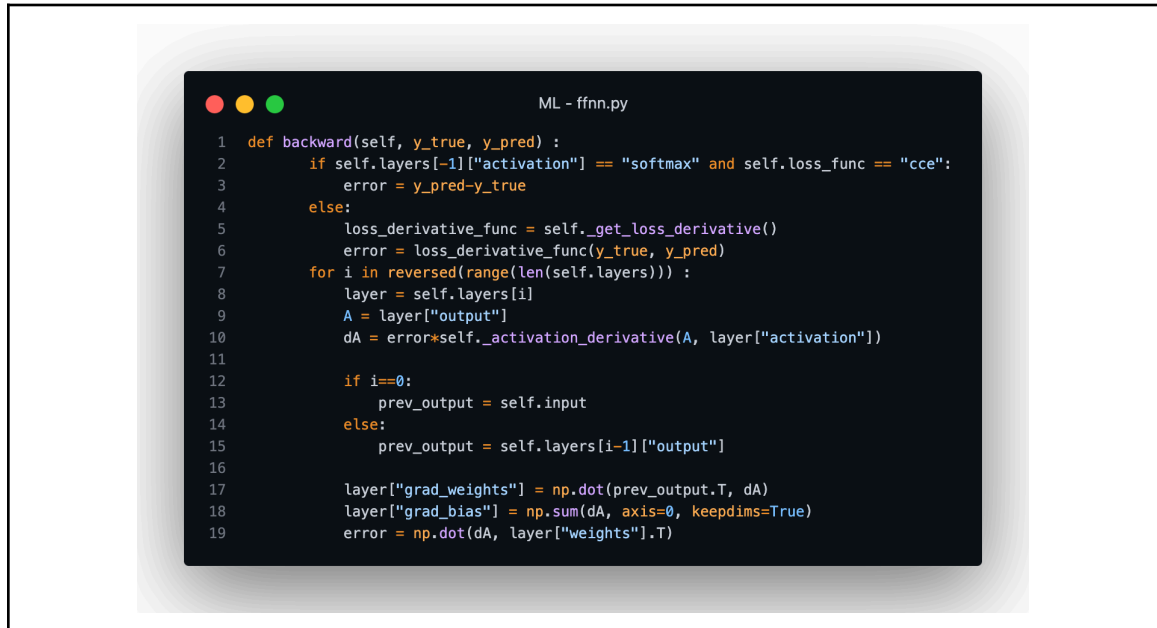 ML - ffnn.py
1 def backward(self, y_true, y_pred) :
2         if self.layers[-1]["activation"] == "softmax" and self.loss_func == "cce":
3             error = y_pred-y_true
4         else:
5             loss_derivative_func = self._get_loss_derivative()
6             error = loss_derivative_func(y_true, y_pred)
7         for i in reversed(range(len(self.layers))) :
8             layer = self.layers[i]
9             A = layer["output"]
10             dA = error*self._activation_derivative(A, layer["activation"])
11
12             if i==0:
13                 prev_output = self.input
14             else:
15                 prev_output = self.layers[i-1]["output"]
16
17             layer["grad_weights"] = np.dot(prev_output.T, dA)
18             layer["grad_bias"] = np.sum(dA, axis=0, keepdims=True)
19             error = np.dot(dA, layer["weights"].T)